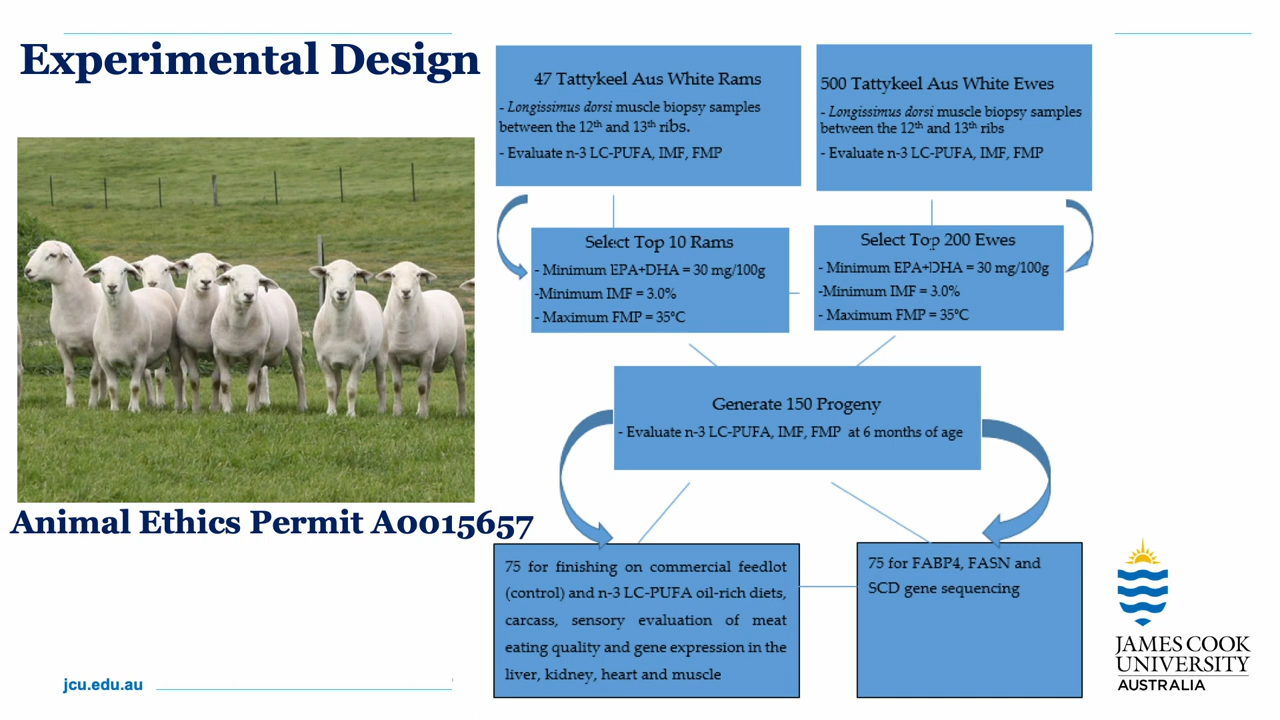 Experimental Design
47 Tattykeel Aus White Rams
- Longissimus dorsi muscle biopsy samples
between the 12th and 13th ribs.
- Evaluate n-3 LC-PUFA, IMF, FMP
500 Tattykeel Aus White Ewes
- Longissimus dorsi muscle biopsy samples
between the 12th and 13th ribs
- Evaluate n-3 LC-PUFA, IMF, FMP
Select Top 10 Rams
- Minimum EPA+DHA = 30 mg/100g
-Minimum IMF = 3.0%
- Maximum FMP = 35°C
Select Top 200 Ewes
- Minimum EPA+DHA = 30 mg/100g
-Minimum IMF = 3.0%
- Maximum FMP = 35°C
Generate 150 Progeny
- Evaluate n-3 LC-PUFA, IMF, FMP at 6 months of age
Animal Ethics Permit A0015657
75 for finishing on commercial feedlot
(control) and n-3 LC-PUFA oil-rich diets,
carcass, sensory evaluation of meat
eating quality and gene expression in the
liver, kidney, heart and muscle
75 for FABP4, FASN and
SCD gene sequencing
JAMES COOK
UNIVERSITY
AUSTRALIA
jcu.edu.au